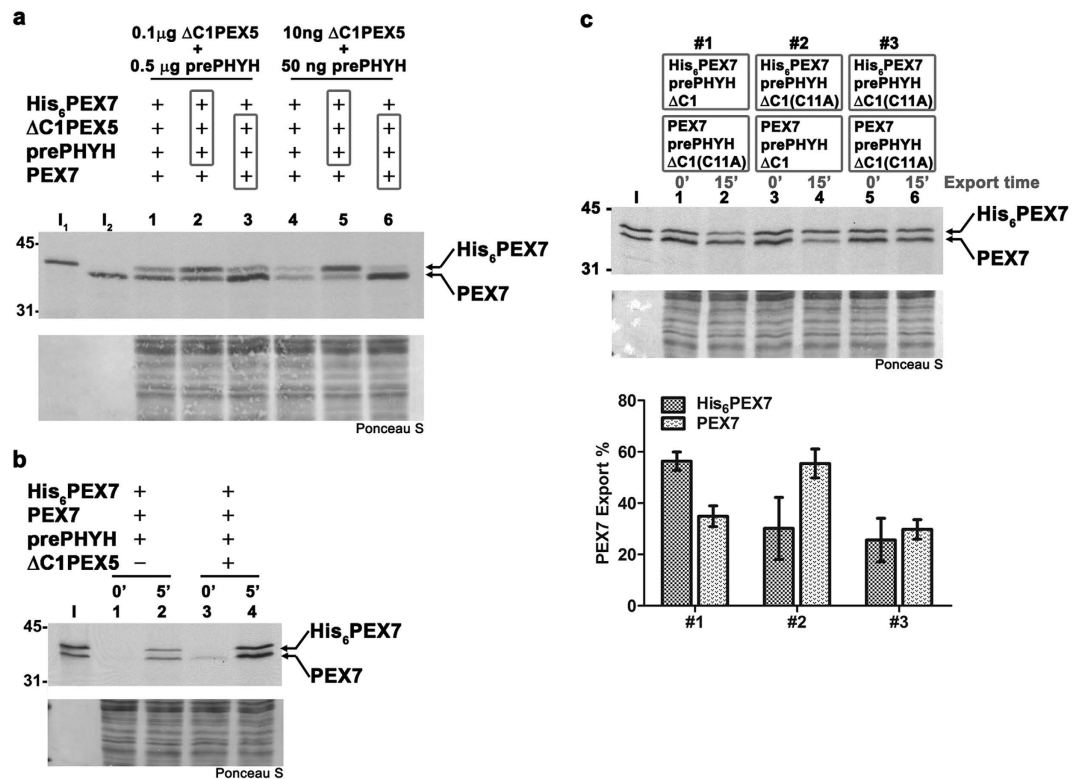 a
0.1µg ΔC1PEX5 10ng ΔC1PEX5
+ +
0.5 µg prePHYH 50 ng prePHYH
His6PEX7 + + + + + +
ΔC1PEX5 + + + + + +
prePHYH + + + + + +
PEX7 + + + + + +
I1 I2 1 2 3 4 5 6
45-
His6PEX7
PEX7
31-
Ponceau S
b
His6PEX7 + +
PEX7 + +
prePHYH + +
ΔC1PEX5 − +
0' 5' 0' 5'
I 1 2 3 4
45-
His6PEX7
PEX7
31-
Ponceau S
c
#1 #2 #3
His6PEX7 His6PEX7 His6PEX7
prePHYH prePHYH prePHYH
ΔC1 ΔC1(C11A) ΔC1(C11A)
PEX7 PEX7 PEX7
prePHYH prePHYH prePHYH
ΔC1(C11A) ΔC1 ΔC1(C11A)
0' 15' 0' 15' 0' 15' Export time
I 1 2 3 4 5 6
45-
His6PEX7
PEX7
31-
Ponceau S
PEX7 Export %
80
60
40
20
0
His6PEX7
PEX7
#1 #2 #3